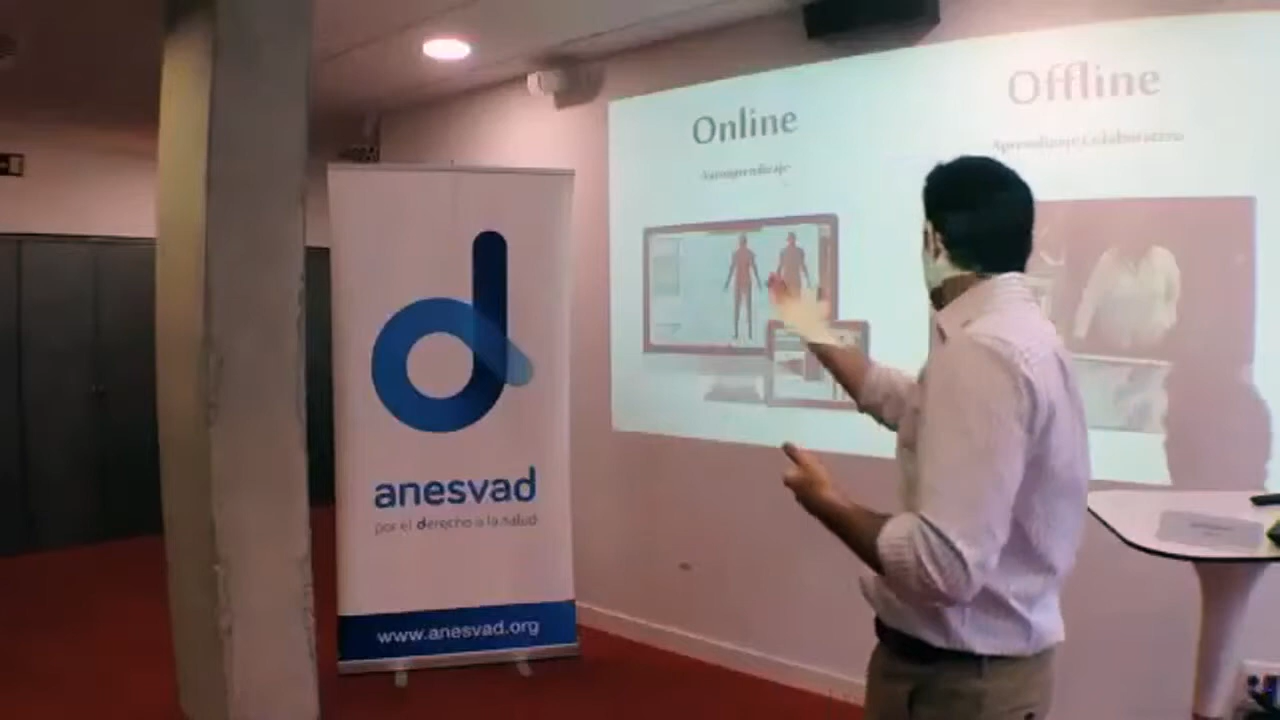 Online
Offline
Autoaprendizaje
Aprendizaje Colaborativo
anesvad
por el derecho a la salud
www.anesvad.org